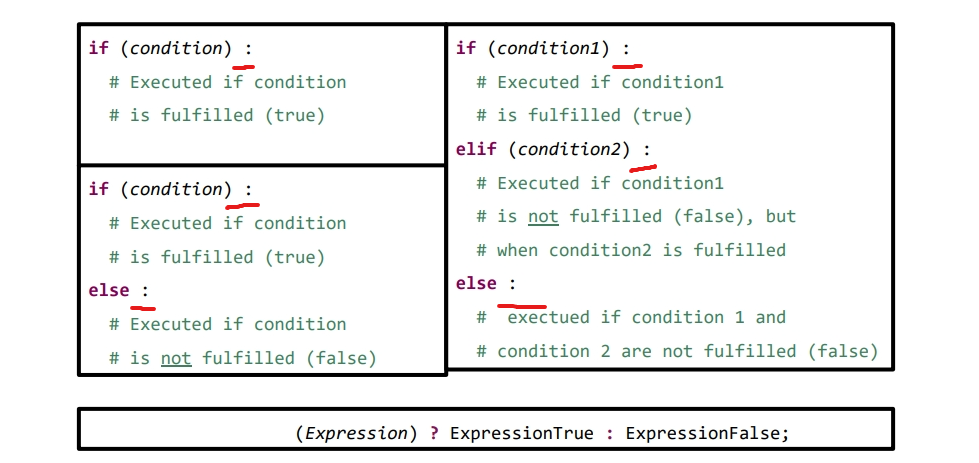 if (condition) :
# Executed if condition
# is fulfilled (true)
if (condition) :
# Executed if condition
# is fulfilled (true)
else :
# Executed if condition
# is not fulfilled (false)
if (condition1) :
# Executed if condition1
# is fulfilled (true)
elif (condition2) :
# Executed if condition1
# is not fulfilled (false), but
# when condition2 is fulfilled
else :
# exectued if condition 1 and
# condition 2 are not fulfilled (false)
(Expression) ? ExpressionTrue : ExpressionFalse;